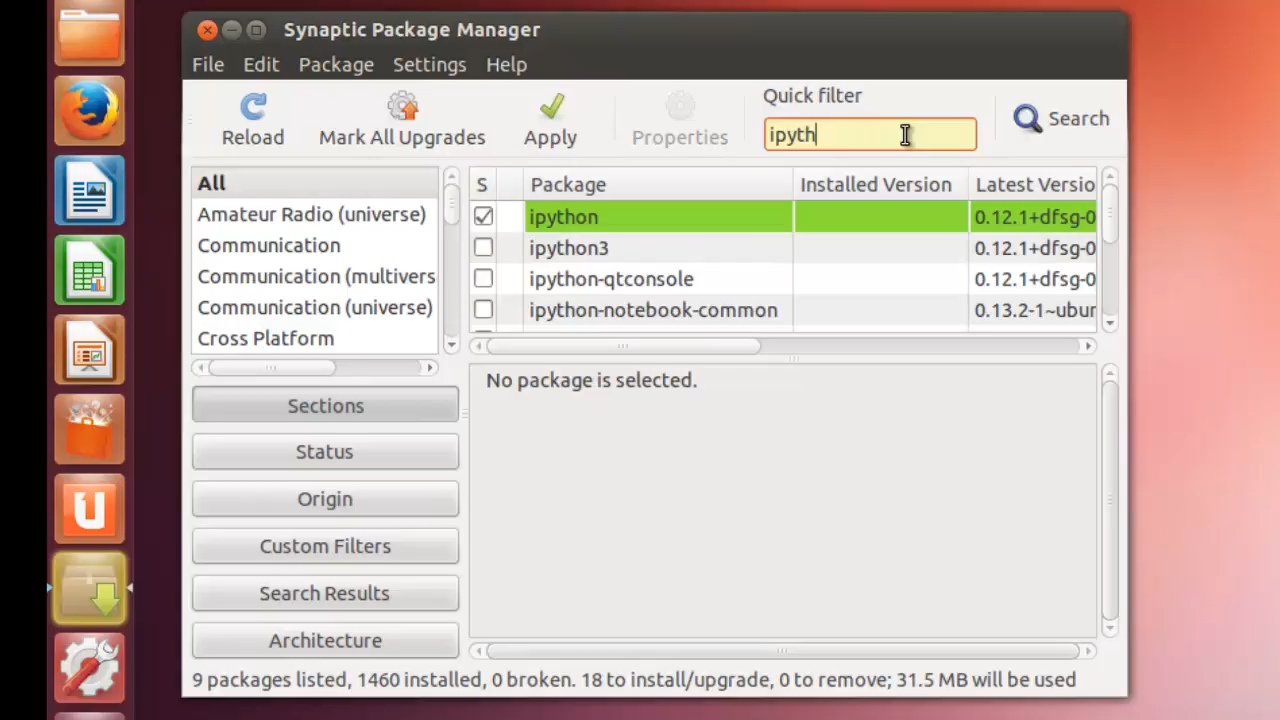 Synaptic Package Manager
File Edit Package Settings Help
Reload
Mark All Upgrades
Apply
Properties
Quick filter
ipyth
Search
All
Amateur Radio (universe)
Communication
Communication (multivers
Communication (universe)
Cross Platform
S Package Installed Version Latest Versio
ipython 0.12.1+dfsg-0
ipython3 0.12.1+dfsg-0
ipython-qtconsole 0.12.1+dfsg-0
ipython-notebook-common 0.13.2-1~ubur
Sections
Status
Origin
Custom Filters
Search Results
Architecture
No package is selected.
9 packages listed, 1460 installed, 0 broken. 18 to install/upgrade, 0 to remove; 31.5 MB will be used